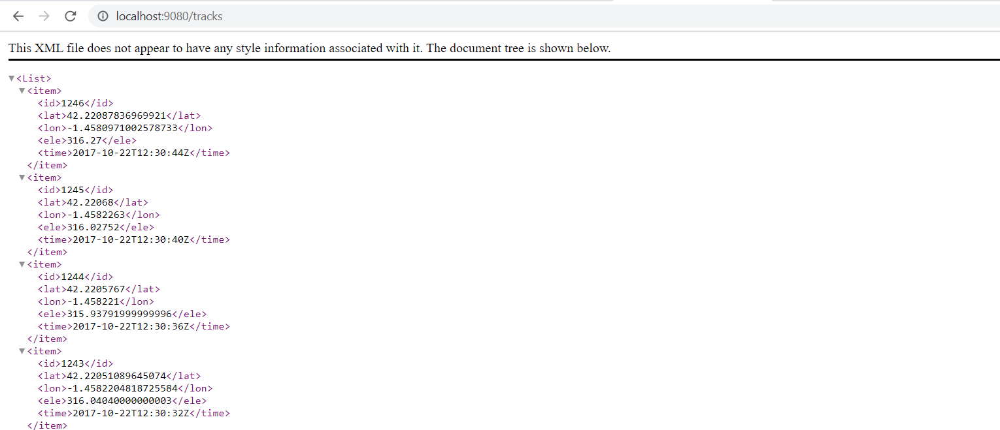 localhost:9080/tracks
This XML file does not appear to have any style information associated with it. The document tree is shown below.
▼<List>
▼<item>
<id>1246</id>
<lat>42.22087836969921</lat>
<lon>-1.4580971002578733</lon>
<ele>316.27</ele>
<time>2017-10-22T12:30:44Z</time>
</item>
▼<item>
<id>1245</id>
<lat>42.22068</lat>
<lon>-1.4582263</lon>
<ele>316.02752</ele>
<time>2017-10-22T12:30:40Z</time>
</item>
▼<item>
<id>1244</id>
<lat>42.2205767</lat>
<lon>-1.458221</lon>
<ele>315.93791999999996</ele>
<time>2017-10-22T12:30:36Z</time>
</item>
▼<item>
<id>1243</id>
<lat>42.22051089645074</lat>
<lon>-1.4582204818725584</lon>
<ele>316.04040000000003</ele>
<time>2017-10-22T12:30:32Z</time>
</item>